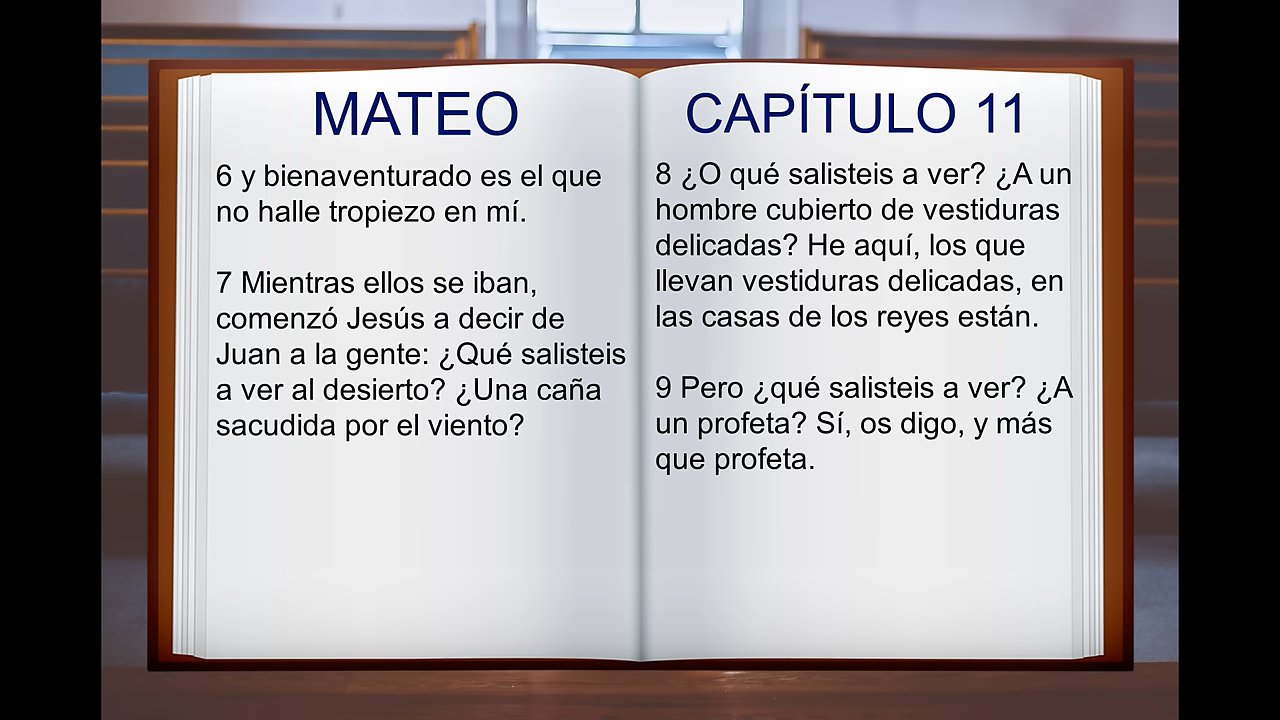 MATEO
6 y bienaventurado es el que
no halle tropiezo en mí.
7 Mientras ellos se iban,
comenzó Jesús a decir de
Juan a la gente: ¿Qué salisteis
a ver al desierto? ¿Una caña
sacudida por el viento?
CAPÍTULO 11
8 ¿O qué salisteis a ver? ¿A un
hombre cubierto de vestiduras
delicadas? He aquí, los que
llevan vestiduras delicadas, en
las casas de los reyes están.
9 Pero ¿qué salisteis a ver? ¿A
un profeta? Sí, os digo, y más
que profeta.